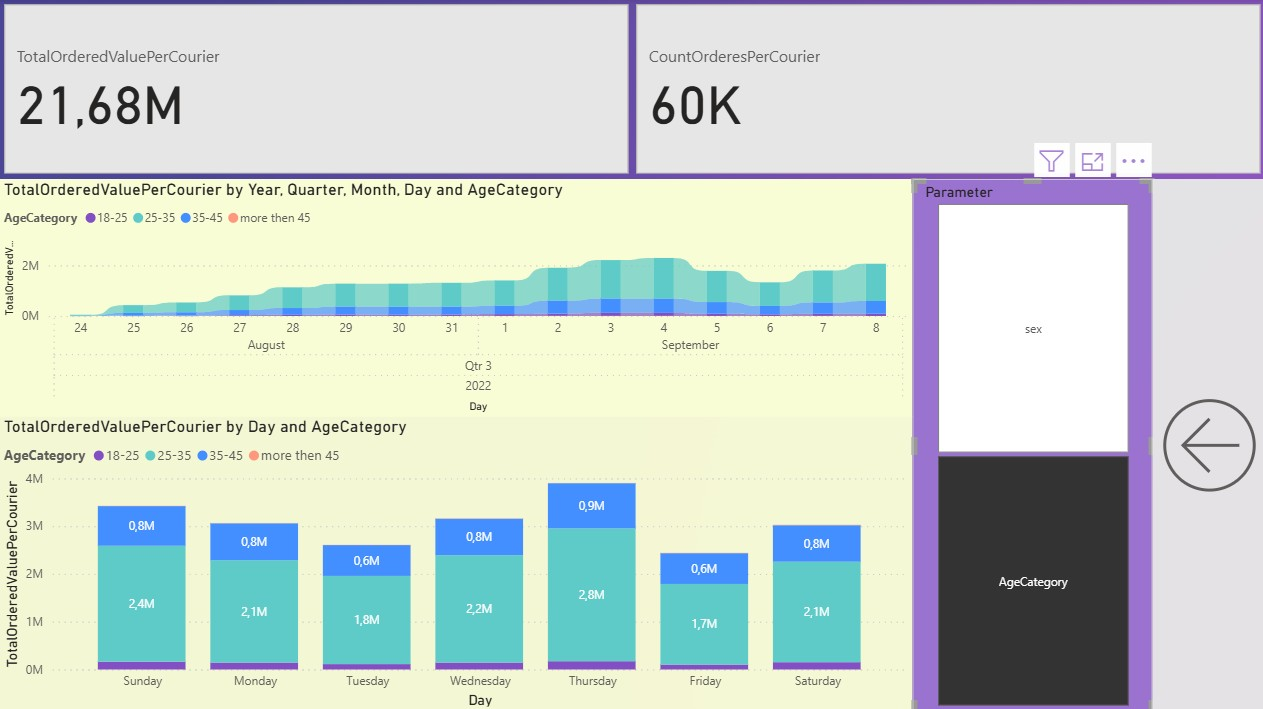 TotalOrderedValuePerCourier
21,68M
CountOrderesPerCourier
60K
TotalOrderedValuePerCourier by Year, Quarter, Month, Day and AgeCategory
AgeCategory 18-25 25-35 35-45 more then 45
TotalOrderedV...
2M
0M
24 25 26 27 28 29 30 31 1 2 3 4 5 6 7 8
August September
Qtr 3
2022
Day
TotalOrderedValuePerCourier by Day and AgeCategory
AgeCategory 18-25 25-35 35-45 more then 45
TotalOrderedValuePerCourier
4M
3M
2M
1M
0M
0,8M 0,8M 0,6M 0,8M 0,9M 0,6M 0,8M
2,4M 2,1M 1,8M 2,2M 2,8M 1,7M 2,1M
Sunday Monday Tuesday Wednesday Thursday Friday Saturday
Day
Parameter
sex
AgeCategory